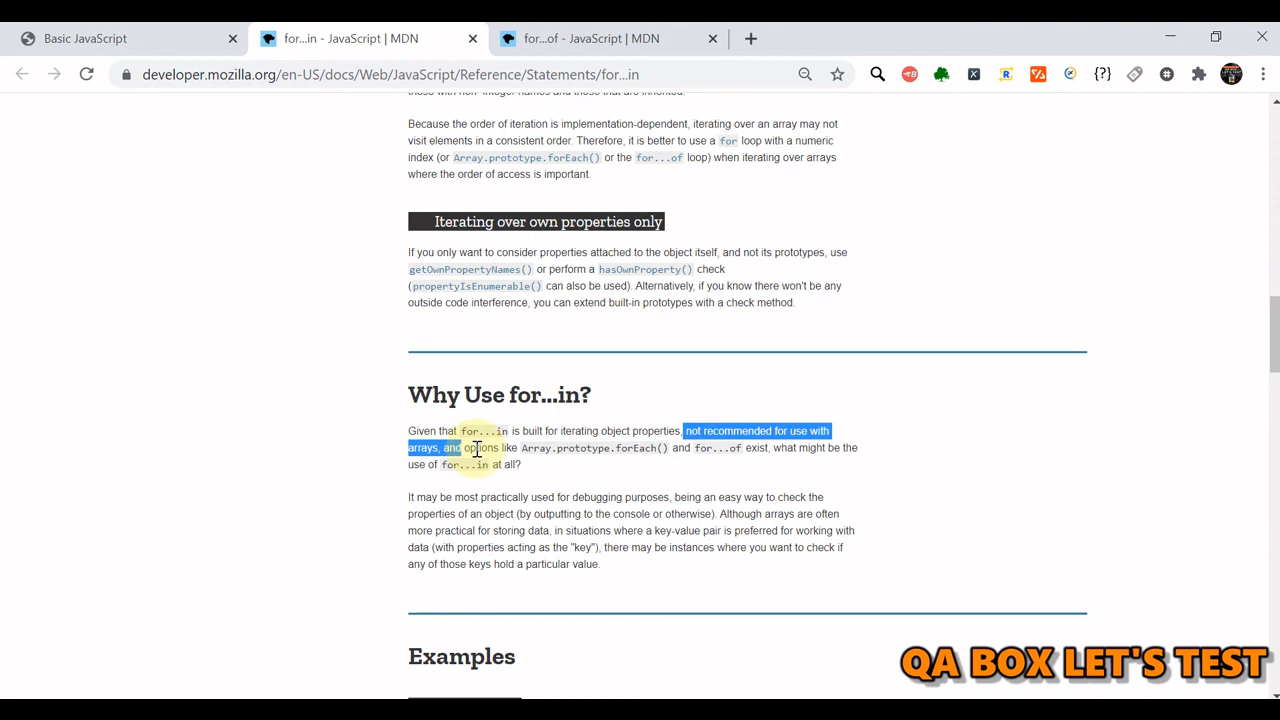 Basic JavaScript
for...in - JavaScript | MDN
for...of - JavaScript | MDN
developer.mozilla.org/en-US/docs/Web/JavaScript/Reference/Statements/for...in
those with non-integer names and those that are inherited.
Because the order of iteration is implementation-dependent, iterating over an array may not
visit elements in a consistent order. Therefore, it is better to use a for loop with a numeric
index (or Array.prototype.forEach() or the for...of loop) when iterating over arrays
where the order of access is important.
Iterating over own properties only
If you only want to consider properties attached to the object itself, and not its prototypes, use
getOwnPropertyNames() or perform a hasOwnProperty() check
(propertyIsEnumerable() can also be used). Alternatively, if you know there won't be any
outside code interference, you can extend built-in prototypes with a check method.
Why Use for...in?
Given that for...in is built for iterating object properties, not recommended for use with
arrays, and options like Array.prototype.forEach() and for...of exist, what might be the
use of for...in at all?
It may be most practically used for debugging purposes, being an easy way to check the
properties of an object (by outputting to the console or otherwise). Although arrays are often
more practical for storing data, in situations where a key-value pair is preferred for working with
data (with properties acting as the "key"), there may be instances where you want to check if
any of those keys hold a particular value.
Examples
QA BOX LET'S TEST